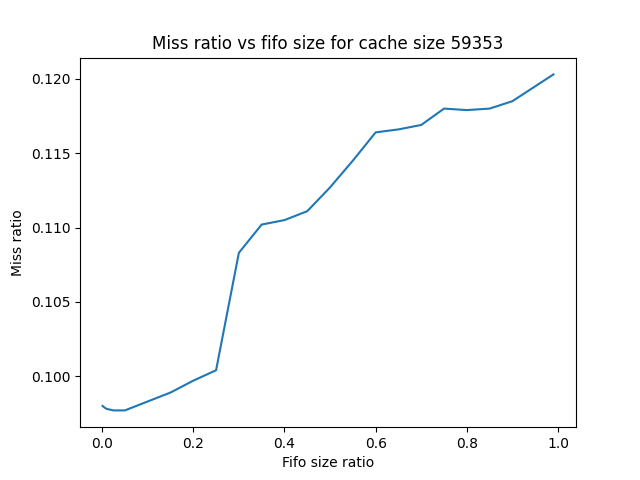 Miss ratio vs fifo size for cache size 59353
0.120
0.115
0.110
0.105
0.100
Miss ratio
0.0 0.2 0.4 0.6 0.8 1.0
Fifo size ratio